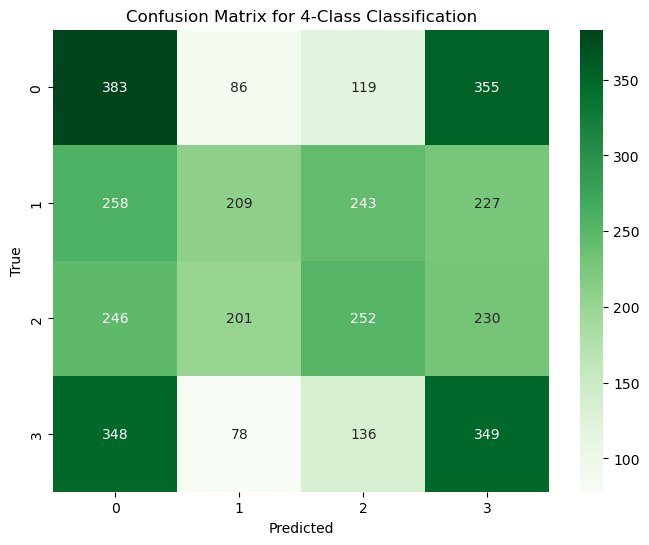 Confusion Matrix for 4-Class Classification
0 383 86 119 355
1 258 209 243 227
2 246 201 252 230
3 348 78 136 349
0 1 2 3
Predicted
True
350
300
250
200
150
100